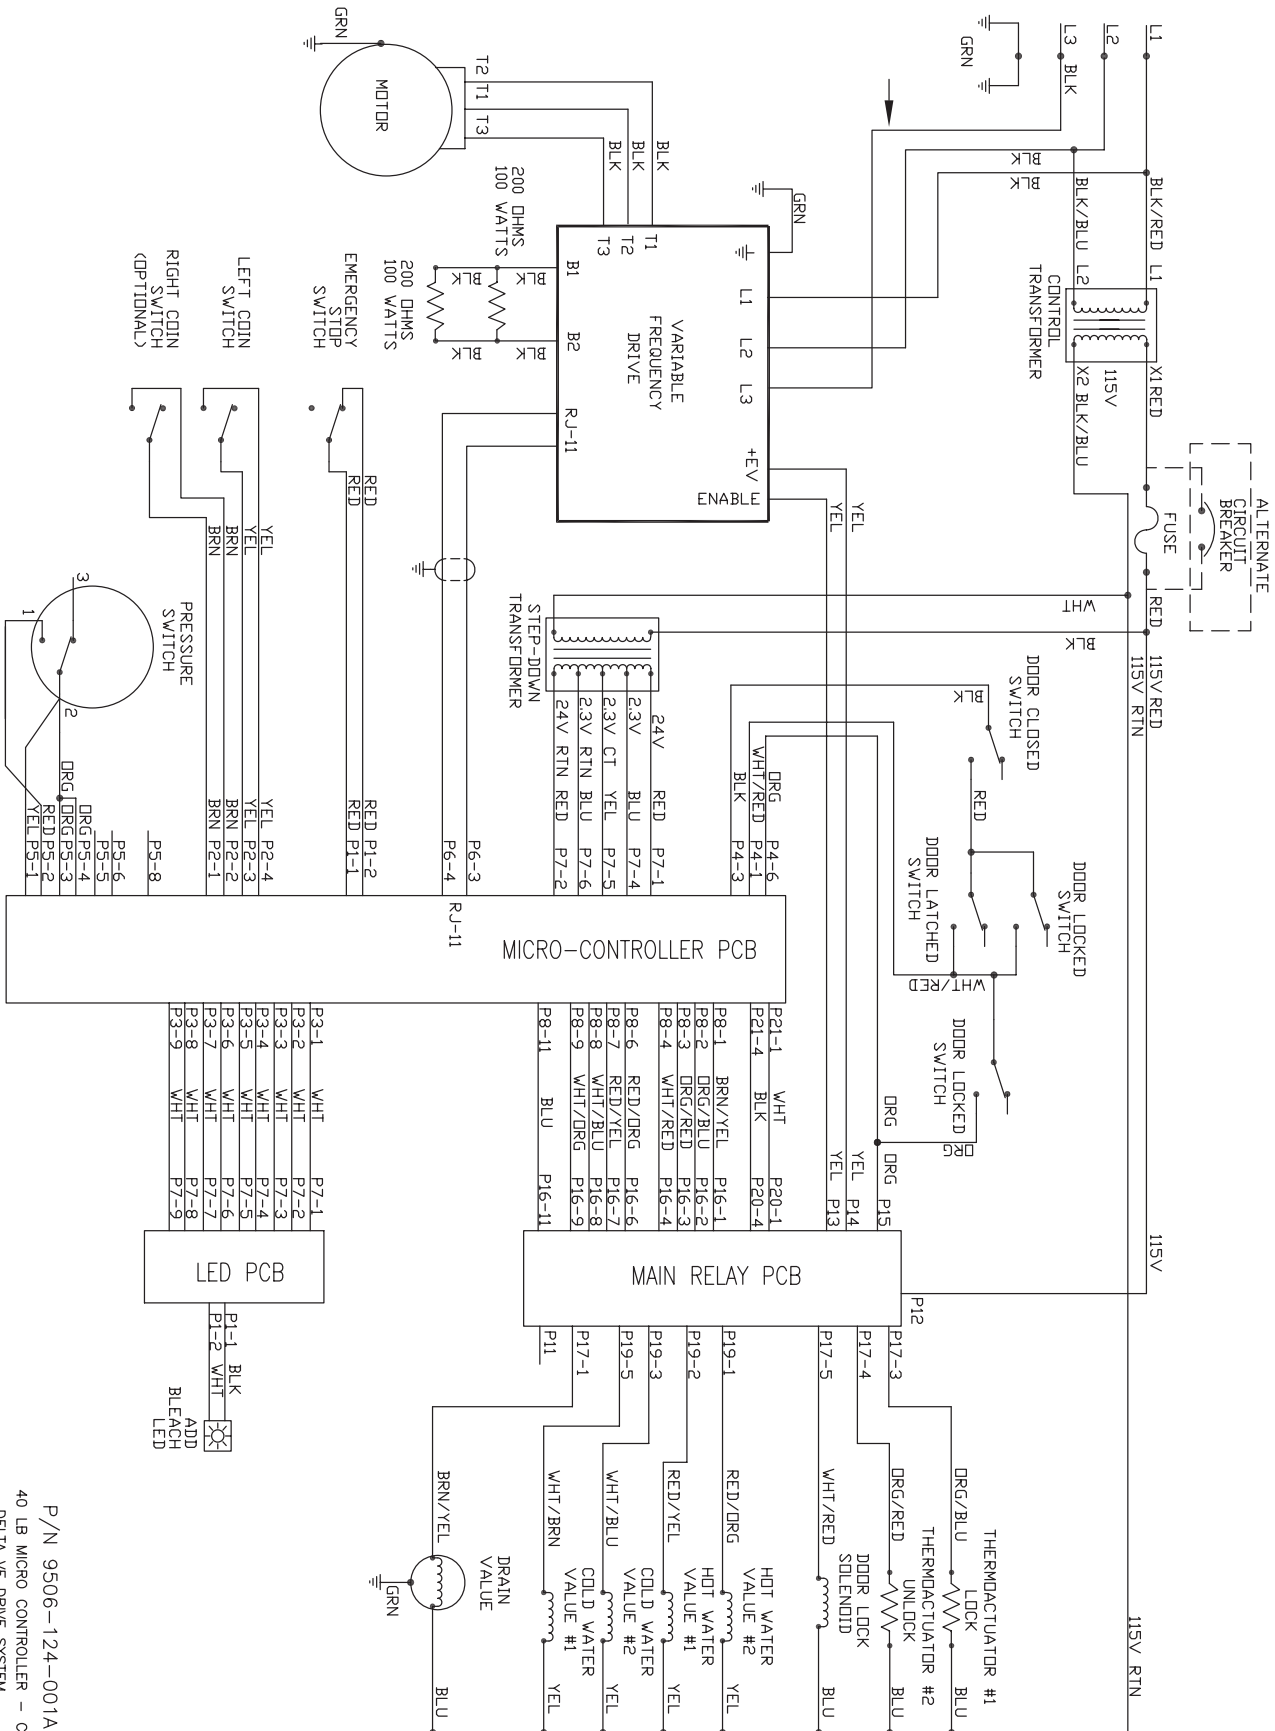 L1
L2
L3
BLK
GRN
BLK
BLK
BLK/RED
L1
BLK/BLU
L2
CONTROL
TRANSFORMER
X1
RED
115V
X2
BLK/BLU
ALTERNATE
CIRCUIT
BREAKER
FUSE
RED
WHT
BLK
115V RED
115V RTN
115V
115V RTN
GRN
MOTOR
T2
T1
T3
BLK
BLK
BLK
GRN
VARIABLE
FREQUENCY
DRIVE
T1
T2
T3
L1
L2
L3
+EV
ENABLE
B1
B2
RJ-11
YEL
YEL
200 OHMS
100 WATTS
200 OHMS
100 WATTS
BLK
BLK
BLK
BLK
EMERGENCY
STOP
SWITCH
RED
RED
LEFT COIN
SWITCH
RIGHT COIN
SWITCH
(OPTIONAL)
YEL
YEL
BRN
BRN
PRESSURE
SWITCH
3
1
2
ORG
STEP-DOWN
TRANSFORMER
24V
2.3V
2.3V CT
2.3V RTN
24V RTN
DOOR CLOSED
SWITCH
BLK
RED
DOOR LOCKED
SWITCH
DOOR LATCHED
SWITCH
WHT/RED
DOOR LOCKED
SWITCH
ORG
ORG
ORG
ORG P4-6
WHT/RED P4-1
BLK P4-3
RED P7-1
BLU P7-4
YEL P7-5
BLU P7-6
RED P7-2
P6-3
P6-4
RED P1-2
RED P1-1
YEL P2-4
YEL P2-3
BRN P2-2
BRN P2-1
P5-8
P5-6
P5-5
ORG P5-4
ORG P5-3
RED P5-2
YEL P5-1
MICRO-CONTROLLER PCB
RJ-11
P21-1 WHT P20-1
P21-4 BLK P20-4
P8-1 BRN/YEL P16-1
P8-2 ORG/BLU P16-2
P8-3 ORG/RED P16-3
P8-4 WHT/RED P16-4
P8-6 RED/ORG P16-6
P8-7 RED/YEL P16-7
P8-8 WHT/BLU P16-8
P8-9 WHT/ORG P16-9
P8-11 BLU P16-11
P3-1 WHT P7-1
P3-2 WHT P7-2
P3-3 WHT P7-3
P3-4 WHT P7-4
P3-5 WHT P7-5
P3-6 WHT P7-6
P3-7 WHT P7-7
P3-8 WHT P7-8
P3-9 WHT P7-9
P15
YEL P14
YEL P13
MAIN RELAY PCB
P12
P17-3
P17-4
P17-5
P19-1
P19-2
P19-3
P19-5
P17-1
P11
LED PCB
P1-1 BLK
P1-2 WHT
ADD
BLEACH
LED
THERMOACTUATOR #1
LOCK
ORG/BLU
BLU
THERMOACTUATOR #2
UNLOCK
ORG/RED
BLU
DOOR LOCK
SOLENOID
WHT/RED
BLU
HOT WATER
VALUE #2
RED/ORG
YEL
HOT WATER
VALUE #1
RED/YEL
YEL
COLD WATER
VALUE #2
WHT/BLU
YEL
COLD WATER
VALUE #1
WHT/BRN
YEL
DRAIN
VALUE
BRN/YEL
GRN
BLU
P/N 9506-124-001A
40 LB MICRO CONTROLLER - C